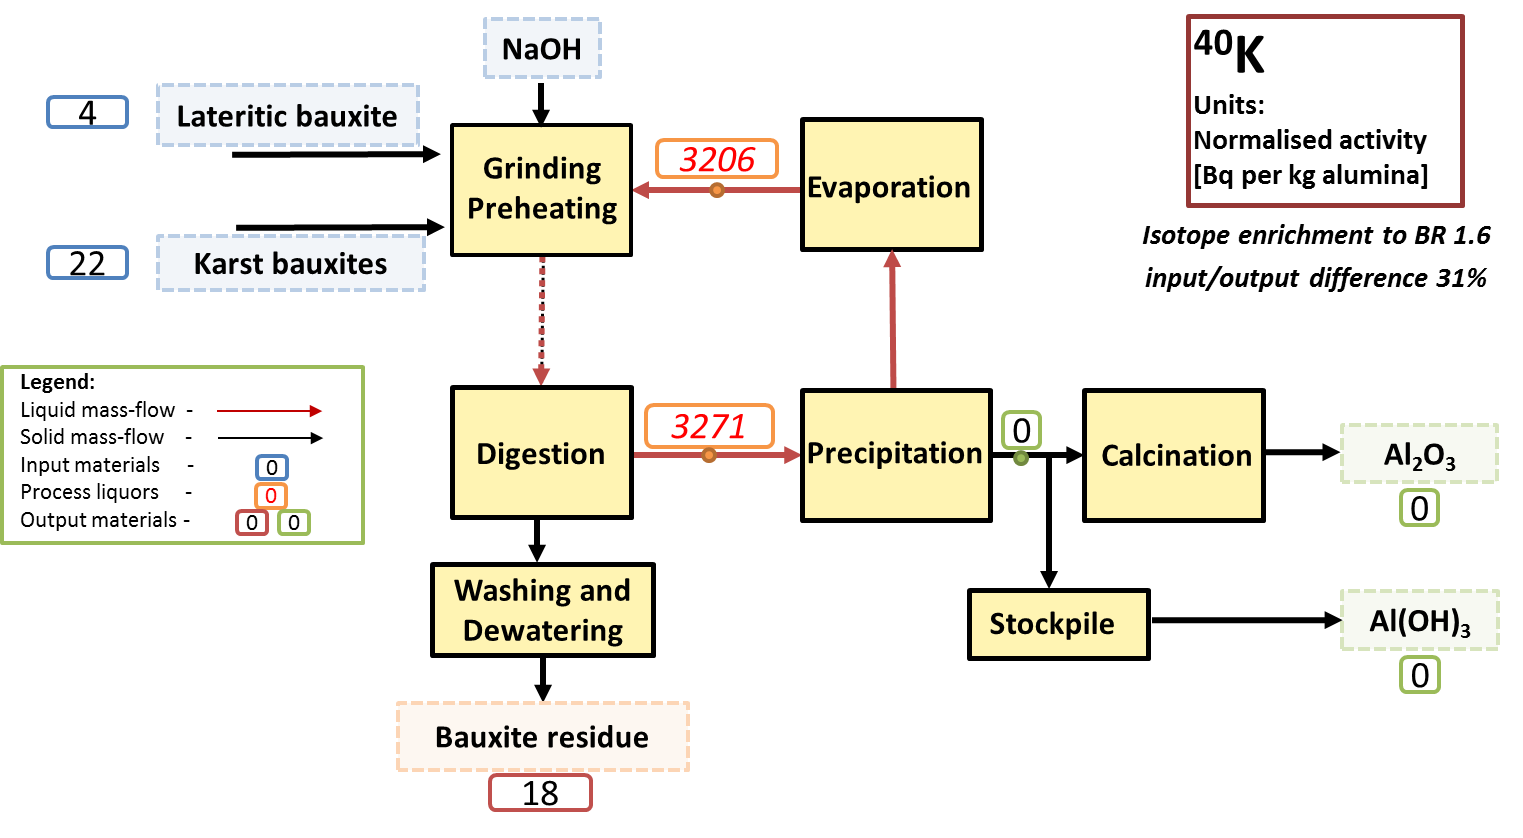 NaOH
4
Lateritic bauxite
22
Karst bauxites
Grinding
Preheating
3206
Evaporation
⁴⁰K
Units:
Normalised activity
[Bq per kg alumina]
Isotope enrichment to BR 1.6
input/output difference 31%
Legend:
Liquid mass-flow -
Solid mass-flow -
Input materials - 0
Process liquors - 0
Output materials - 0 0
Digestion
3271
Precipitation
0
Calcination
Al₂O₃
0
Washing and
Dewatering
Stockpile
Al(OH)₃
0
Bauxite residue
18